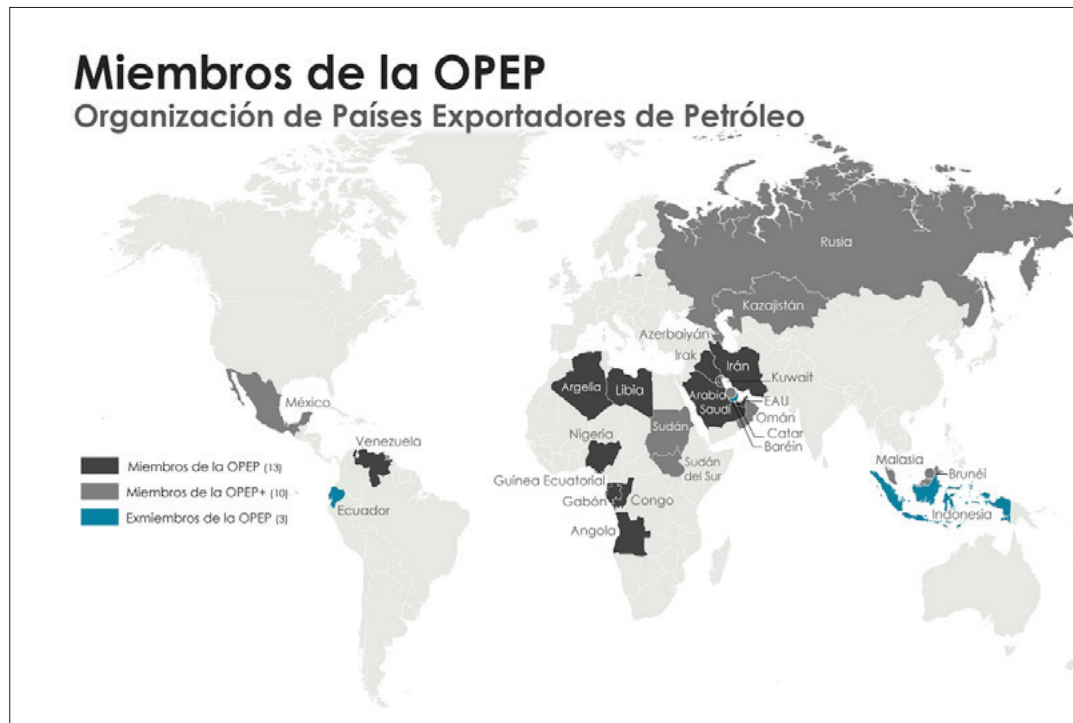 Miembros de la OPEP
Organización de Países Exportadores de Petróleo
Rusia
Kazajistán
Azerbaiyán
Irak
Irán
Kuwait
Argelia
Libia
Arabia
Saudí
EAU
Omán
Catar
Baréin
México
Sudán
Nigeria
Venezuela
Sudán
del Sur
Malasia
Brunéi
Miembros de la OPEP (13)
Miembros de la OPEP+ (10)
Exmiembros de la OPEP (3)
Guinea Ecuatorial
Gabón
Congo
Ecuador
Angola
Indonesia